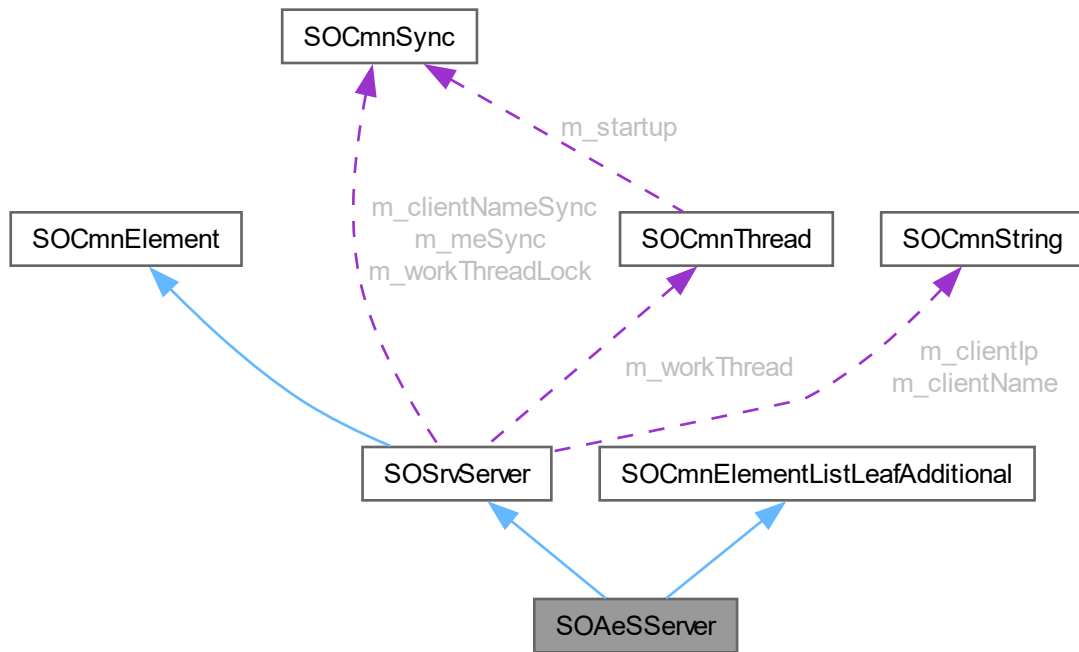 SOCmnSync
m_startup
m_clientNameSync
m_meSync
m_workThreadLock
SOCmnElement
SOCmnThread
SOCmnString
m_workThread
m_clientIp
m_clientName
SOSrvServer
SOCmnElementListLeafAdditional
SOAeSServer